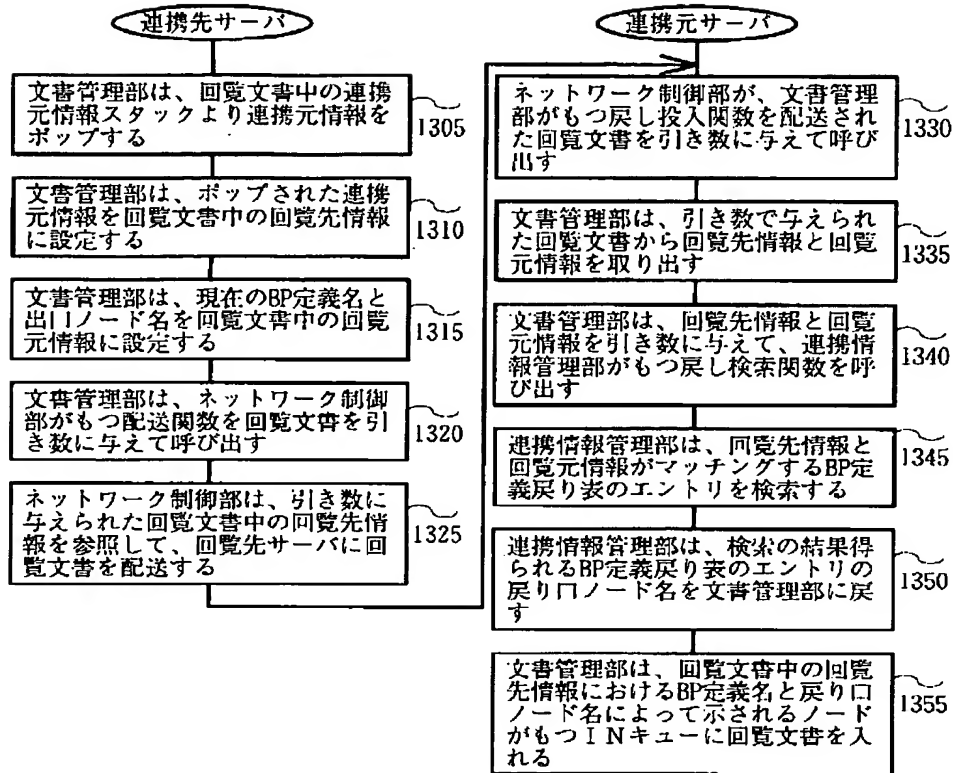 連携先サーバ
文書管理部は、回覧文書中の連携
元情報スタックより連携元情報を
ポップする
1305
文書管理部は、ポップされた連携
元情報を回覧文書中の回覧先情報
に設定する
1310
文書管理部は、現在のBP定義名と
出口ノード名を回覧文書中の回覧
元情報に設定する
1315
文書管理部は、ネットワーク制御
部がもつ配送関数を回覧文書を引
き数に与えて呼び出す
1320
ネットワーク制御部は、引き数に
与えられた回覧文書中の回覧先情
報を参照して、回覧先サーバに回
覧文書を配送する
1325
連携元サーバ
ネットワーク制御部が、文書管理
部がもつ戻し投入関数を配送され
た回覧文書を引き数に与えて呼び
出す
1330
文書管理部は、引き数で与えられ
た回覧文書から回覧先情報と回覧
元情報を取り出す
1335
文書管理部は、回覧先情報と回覧
元情報を引き数に与えて、連携情
報管理部がもつ戻し検索関数を呼
び出す
1340
連携情報管理部は、回覧先情報と
回覧元情報がマッチングするBP定
義戻り表のエントリを検索する
1345
連携情報管理部は、検索の結果得
られるBP定義戻り表のエントリの
戻り口ノード名を文書管理部に戻
す
1350
文書管理部は、回覧文書中の回覧
先情報におけるBP定義名と戻り口
ノード名によって示されるノード
がもつINキューに回覧文書を入
れる
1355